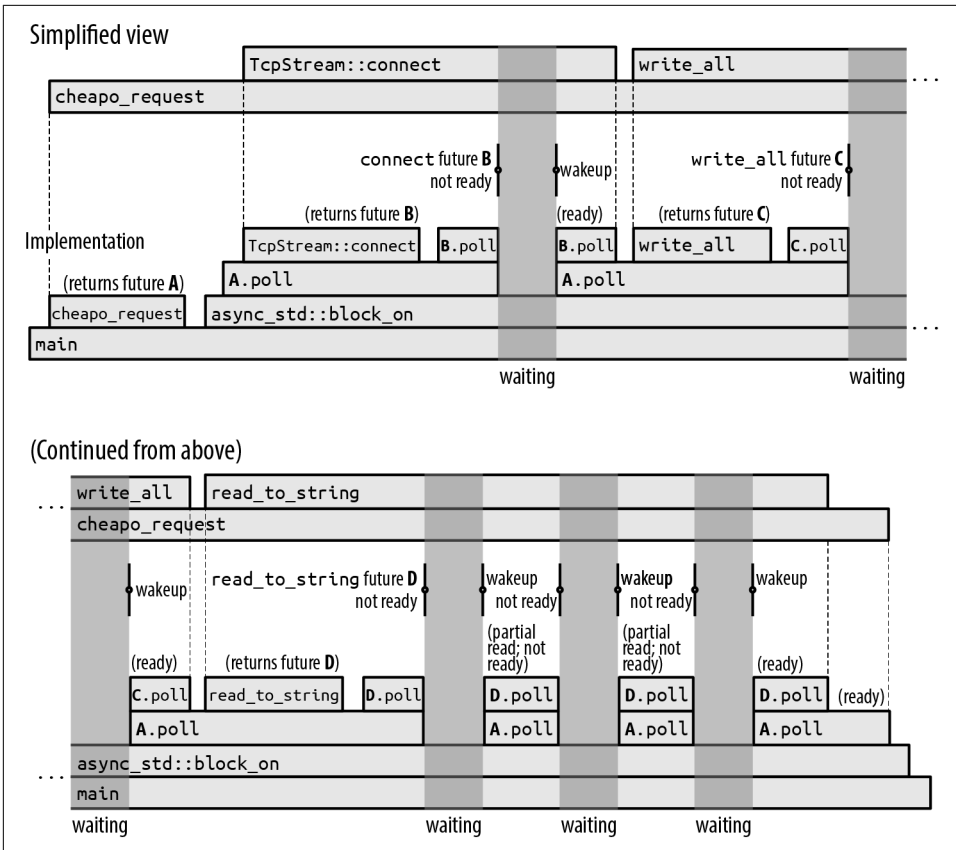 Simplified view
TcpStream::connect
write_all
cheapo_request
...
connect future B
not ready
wakeup
write_all future C
not ready
Implementation
(returns future B)
(ready)
(returns future C)
TcpStream::connect
B.poll
B.poll
write_all
C.poll
(returns future A)
A.poll
A.poll
cheapo_request
async_std::block_on
...
main
waiting
waiting
(Continued from above)
...
write_all
read_to_string
cheapo_request
wakeup
read_to_string future D
not ready
wakeup
not ready
wakeup
not ready
wakeup
(ready)
(returns future D)
(partial
read; not
ready)
(partial
read; not
ready)
(ready)
(ready)
C.poll
read_to_string
D.poll
D.poll
D.poll
D.poll
A.poll
A.poll
A.poll
A.poll
async_std::block_on
...
main
waiting
waiting
waiting
waiting